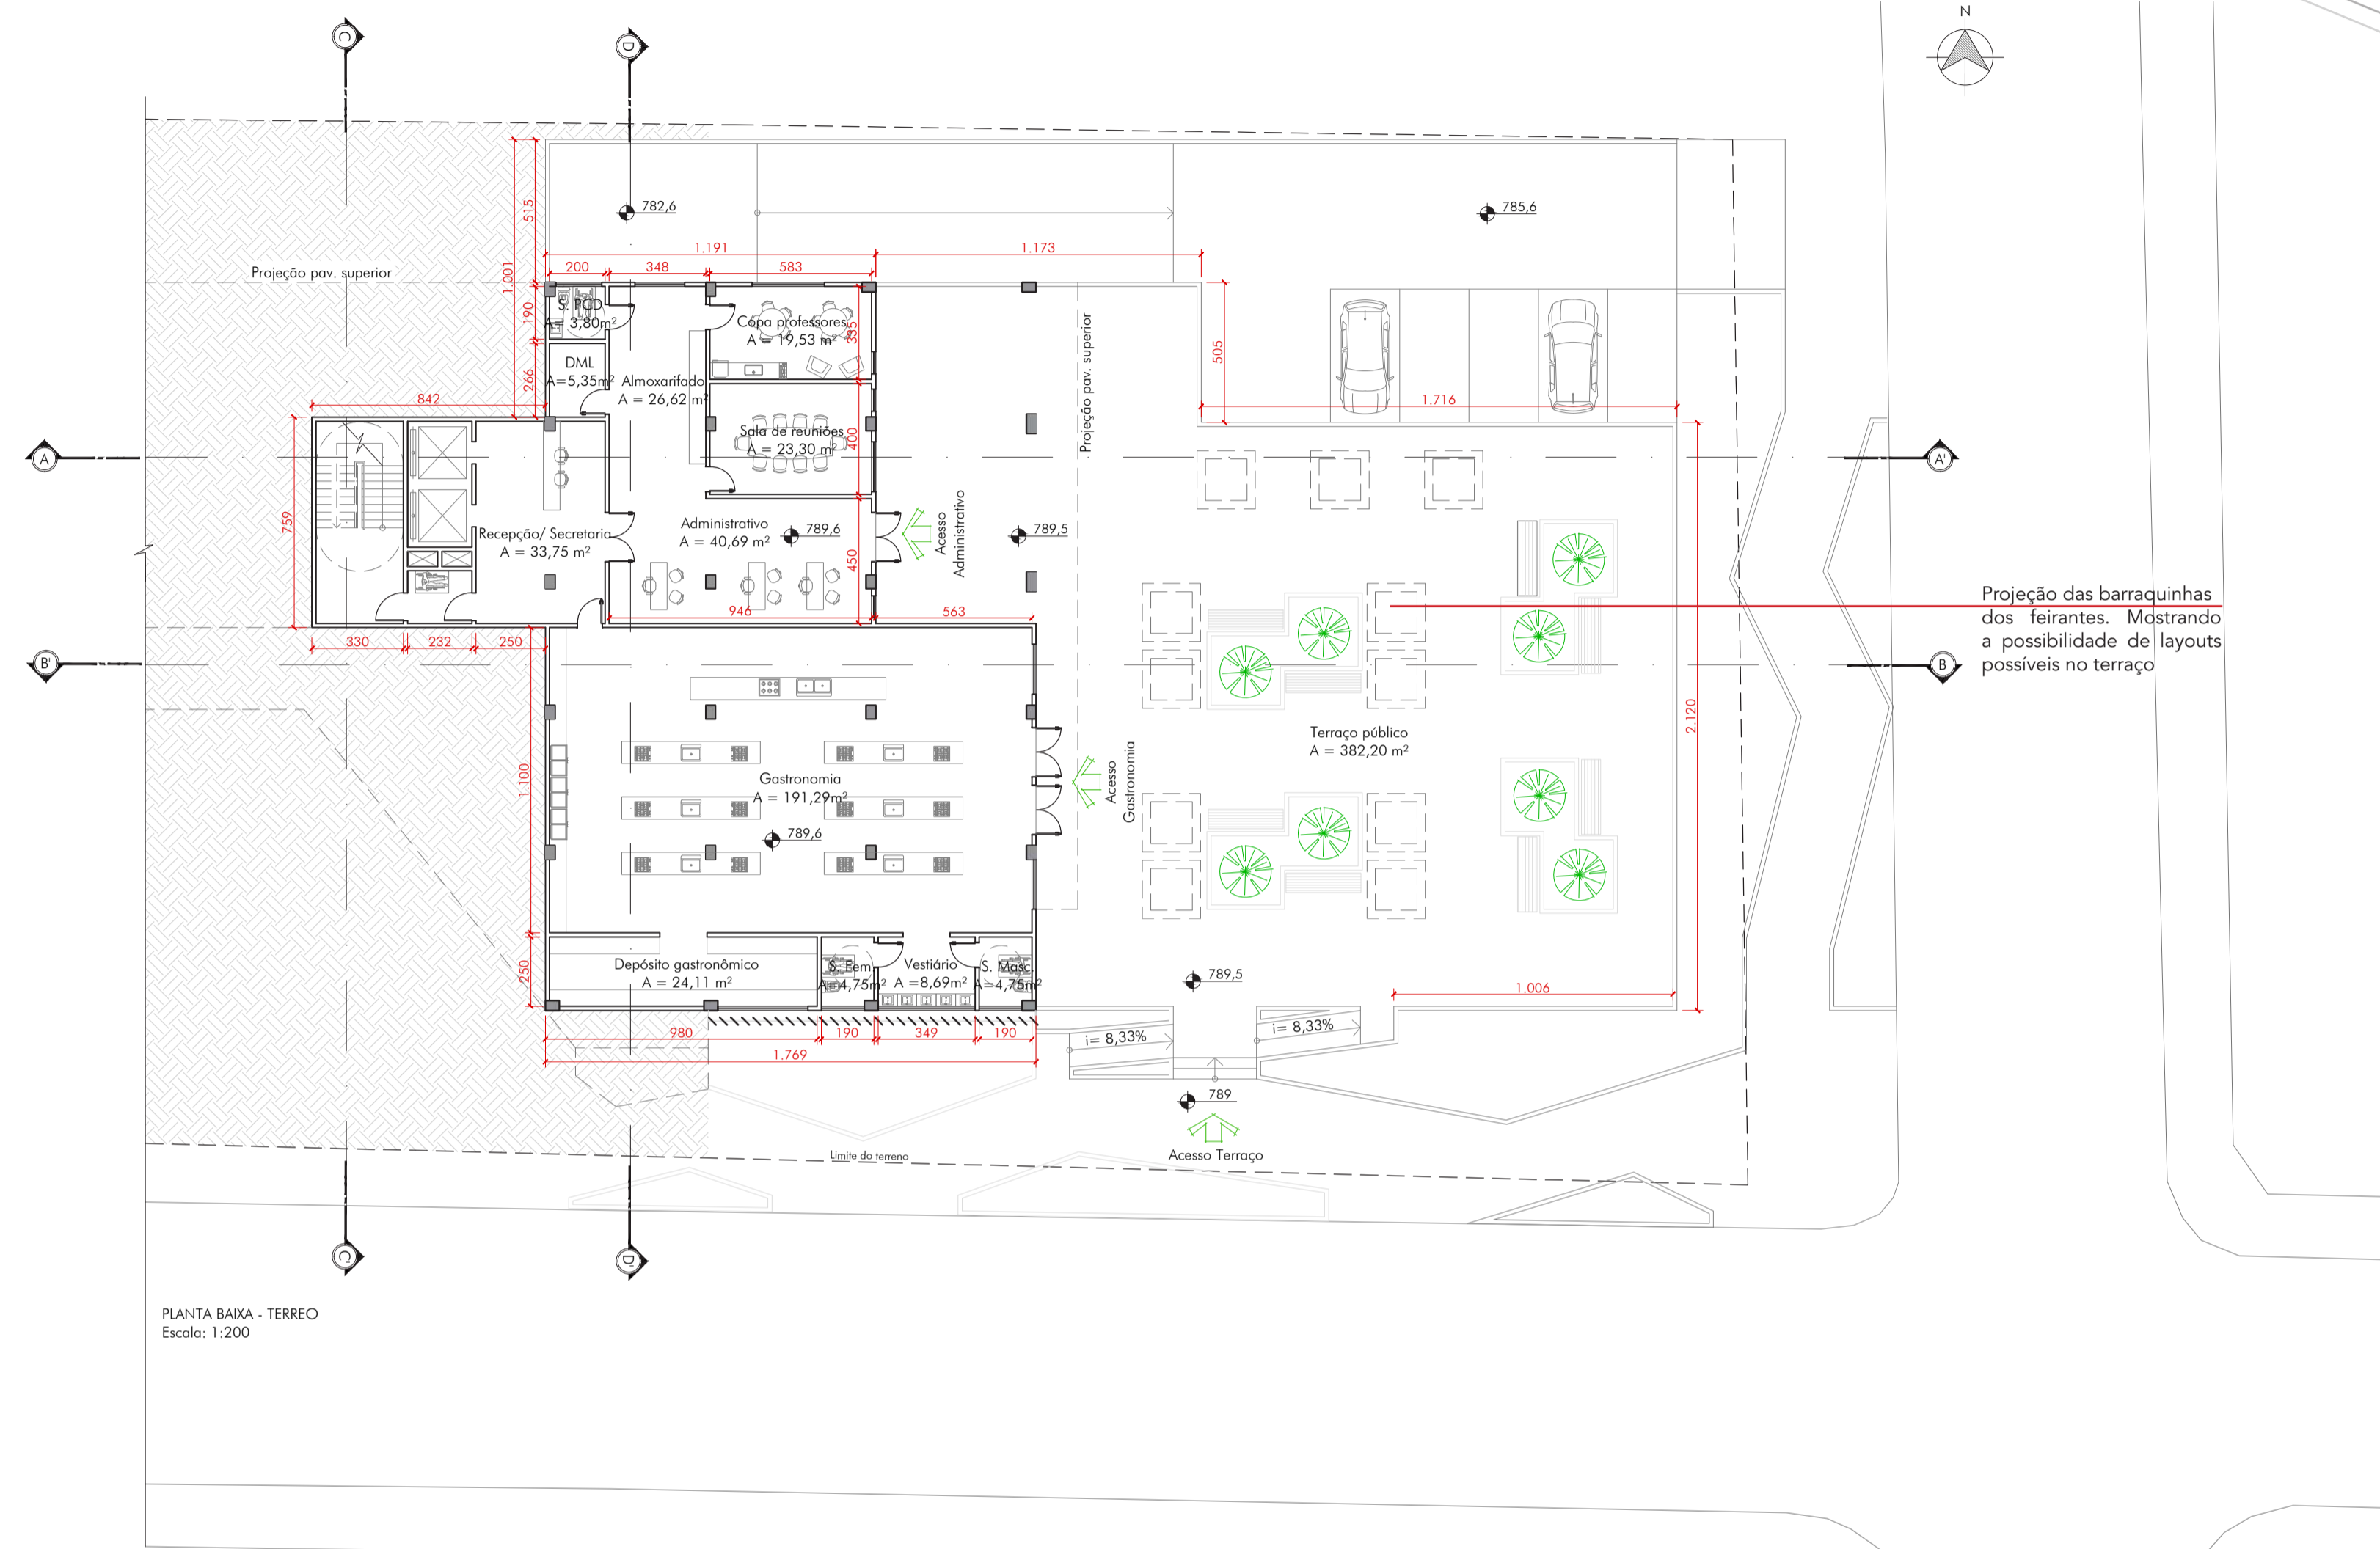 C
D
N
782,6
785,6
515
1.001
1.191
1.173
Projeção pav. superior
200
348
583
190
S. PCD
A = 3,80m²
Copa professores
A = 19,53 m²
335
Projeção pav. superior
505
266
DML
A=5,35m²
Almoxarifado
A = 26,62 m²
842
1.716
Sala de reuniões
A = 23,30 m²
400
A
A'
759
Recepção/ Secretaria
A = 33,75 m²
Administrativo
A = 40,69 m²
789,6
Acesso
Administrativo
789,5
450
946
563
Projeção das barraquinhas
dos feirantes. Mostrando
a possibilidade de layouts
possíveis no terraço
330
232
250
B'
B
2.120
Terraço público
A = 382,20 m²
1.100
Gastronomia
A = 191,29m²
Acesso
Gastronomia
789,6
250
Depósito gastronômico
A = 24,11 m²
S. Fem.
A=4,75m²
Vestiário
A =8,69m²
S. Masc.
A=4,75m²
789,5
1.006
980
190
349
190
i= 8,33%
i= 8,33%
1.769
789
Limite do terreno
Acesso Terraço
C'
D'
PLANTA BAIXA - TERREO
Escala: 1:200